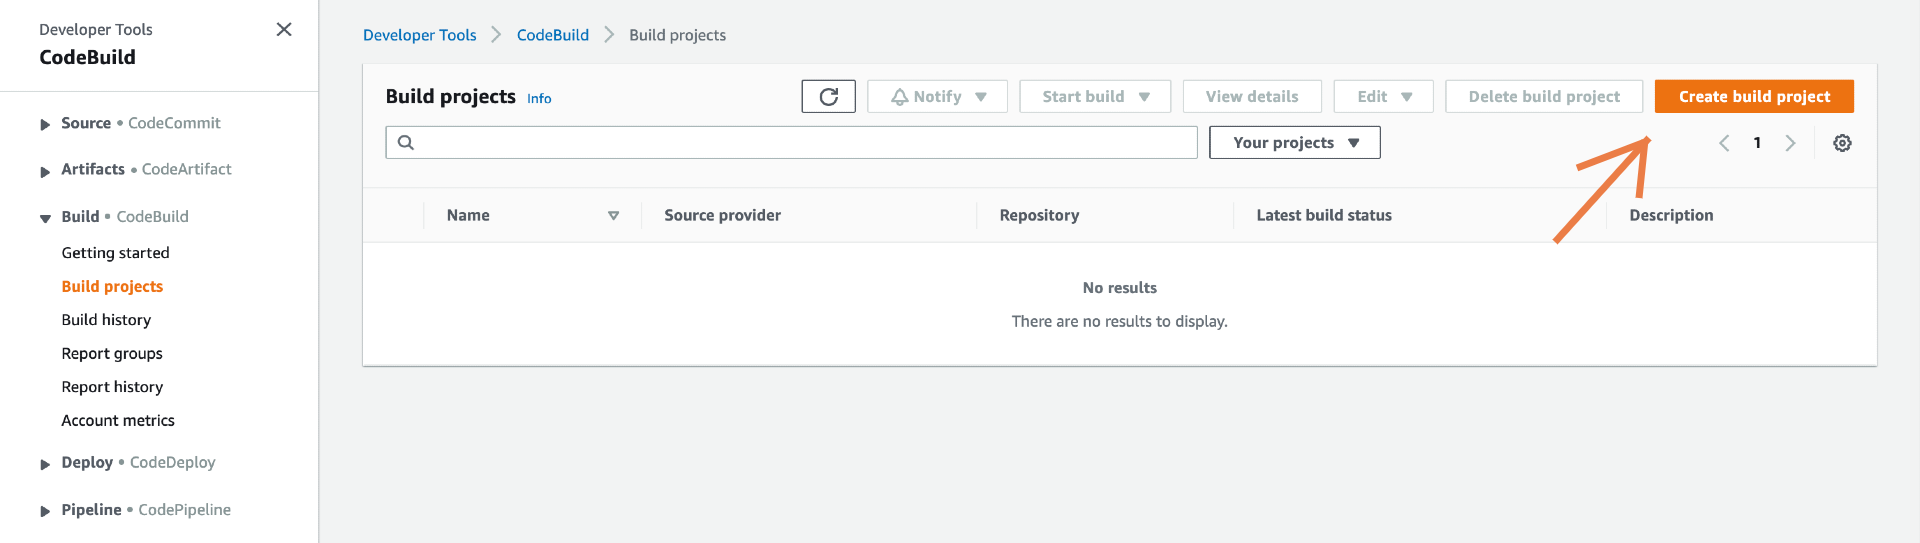 Developer Tools
CodeBuild
Source • CodeCommit
Artifacts • CodeArtifact
Build • CodeBuild
Getting started
Build projects
Build history
Report groups
Report history
Account metrics
Deploy • CodeDeploy
Pipeline • CodePipeline
Developer Tools CodeBuild Build projects
Build projects Info Notify Start build View details Edit Delete build project Create build project
Your projects 1
Name Source provider Repository Latest build status Description
No results
There are no results to display.